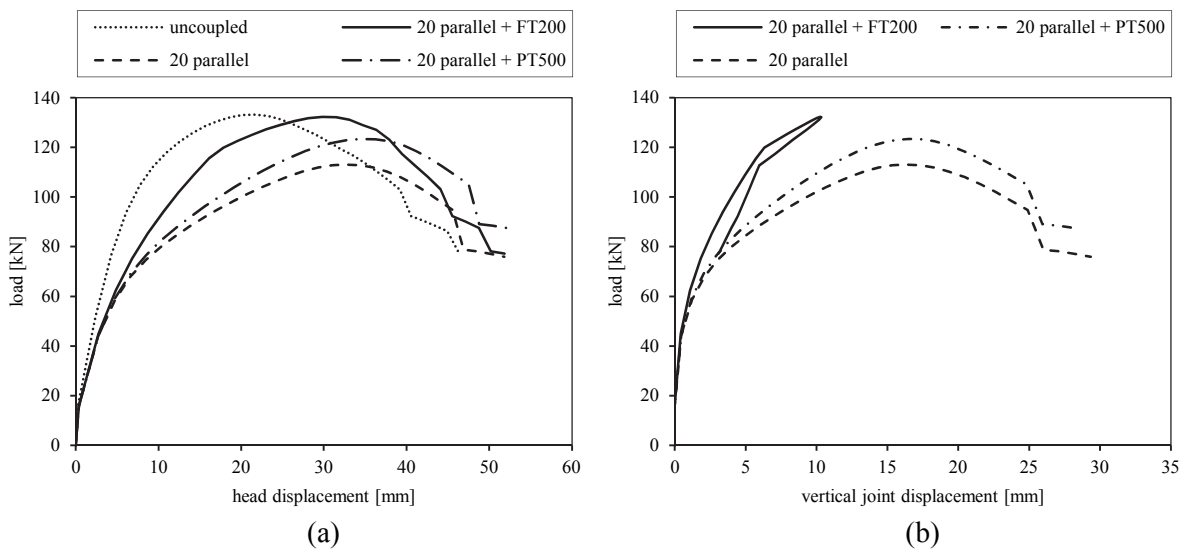 uncoupled
20 parallel + FT200
20 parallel
20 parallel + PT500
140
120
100
80
60
40
20
0
load [kN]
0 10 20 30 40 50 60
head displacement [mm]
(a)
20 parallel + FT200
20 parallel + PT500
20 parallel
140
120
100
80
60
40
20
0
load [kN]
0 5 10 15 20 25 30 35
vertical joint displacement [mm]
(b)